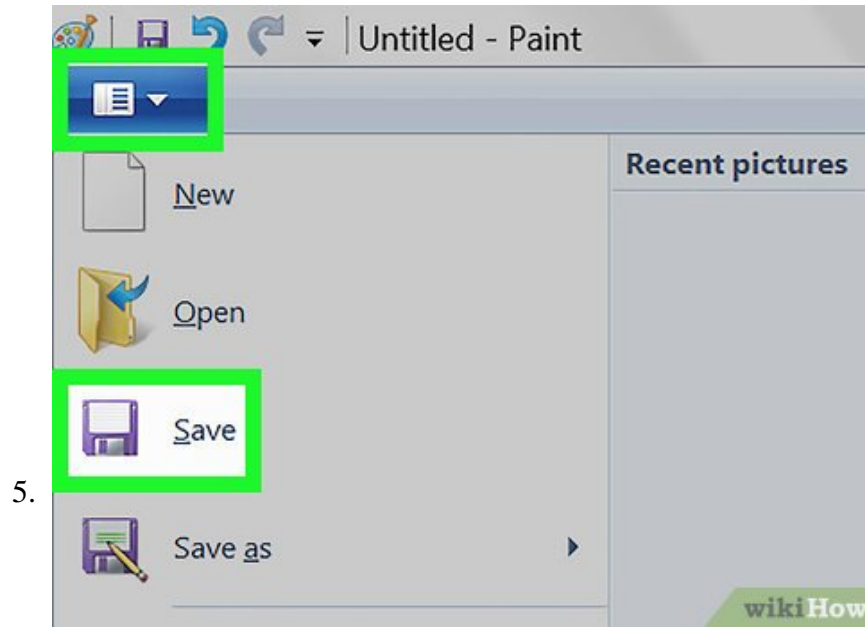 Untitled - Paint
Recent pictures
New
Open
Save
5.
Save as
wikiHow